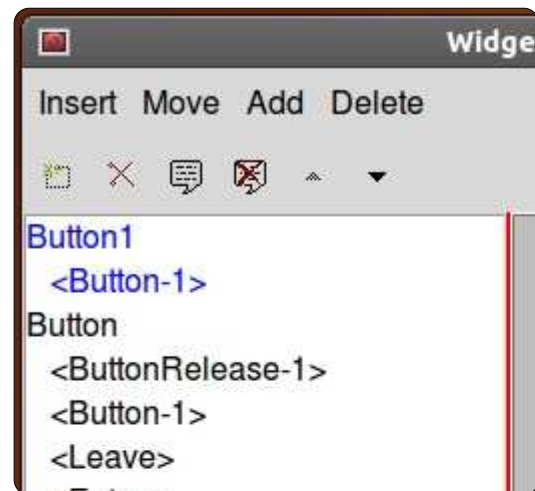 Widge
Insert Move Add Delete
Button1
<Button-1>
Button
<ButtonRelease-1>
<Button-1>
<Leave>